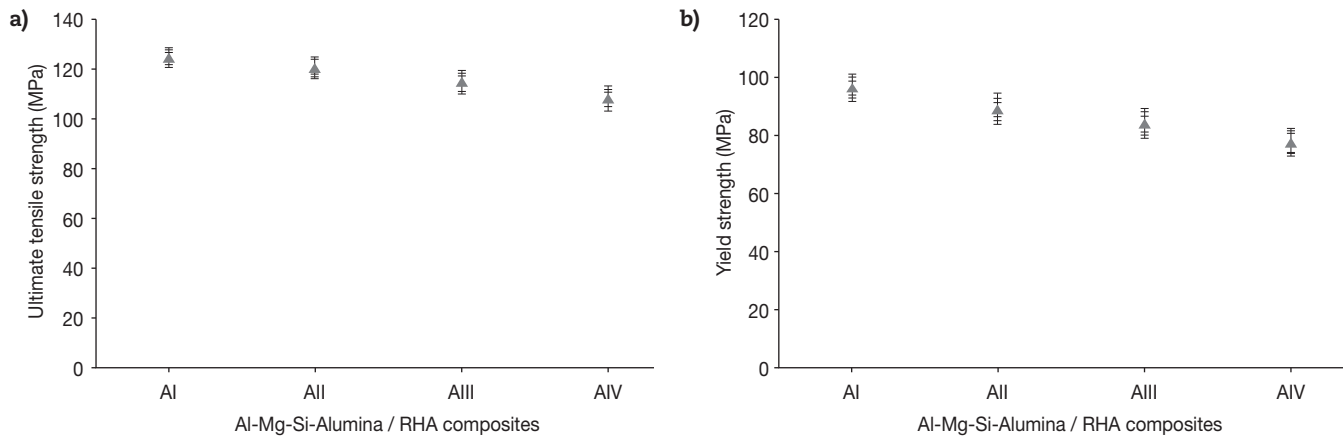 a)
Ultimate tensile strength (MPa)
140
120
100
80
60
40
20
0
AI
AII
AIII
AIV
Al-Mg-Si-Alumina / RHA composites
b)
Yield strength (MPa)
120
100
80
60
40
20
0
AI
AII
AIII
AIV
Al-Mg-Si-Alumina / RHA composites